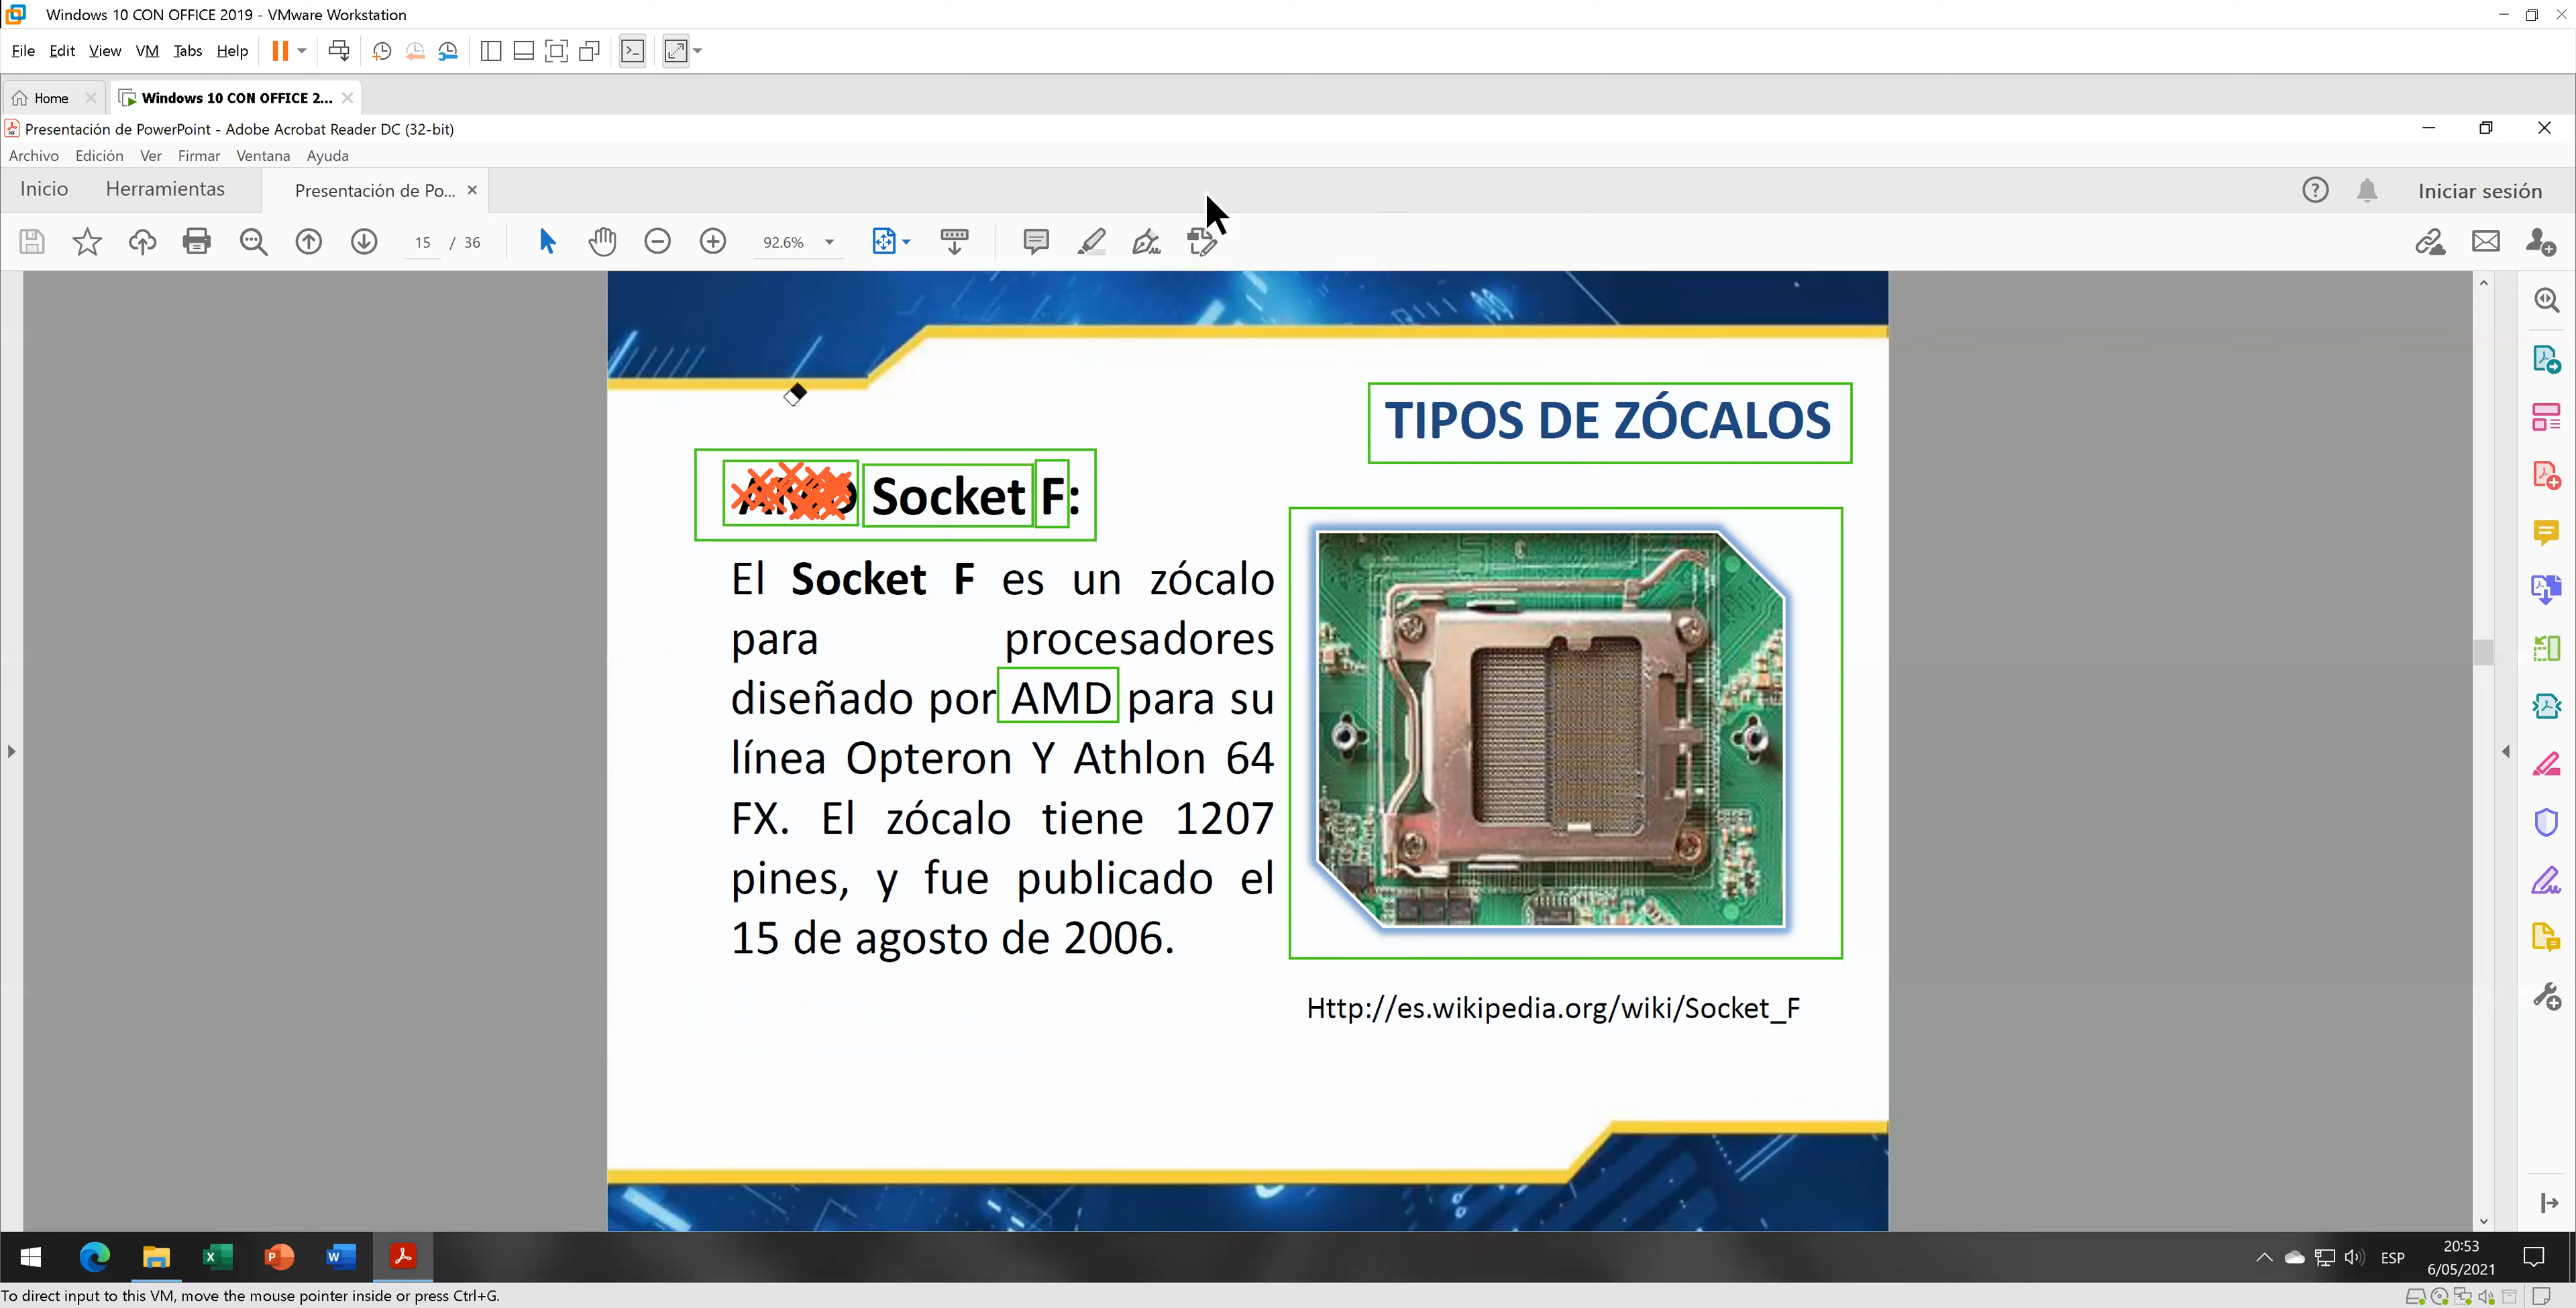 Windows 10 CON OFFICE 2019 - VMware Workstation
File Edit View VM Tabs Help
Home Windows 10 CON OFFICE 2...
Presentación de PowerPoint - Adobe Acrobat Reader DC (32-bit)
Archivo Edición Ver Firmar Ventana Ayuda
Inicio Herramientas Presentación de Po... Iniciar sesión
15 / 36 92.6%
TIPOS DE ZÓCALOS
Socket F:
El Socket F es un zócalo
para procesadores
diseñado por AMD para su
línea Opteron Y Athlon 64
FX. El zócalo tiene 1207
pines, y fue publicado el
15 de agosto de 2006.
Http://es.wikipedia.org/wiki/Socket_F
ESP 20:53
6/05/2021
To direct input to this VM, move the mouse pointer inside or press Ctrl+G.